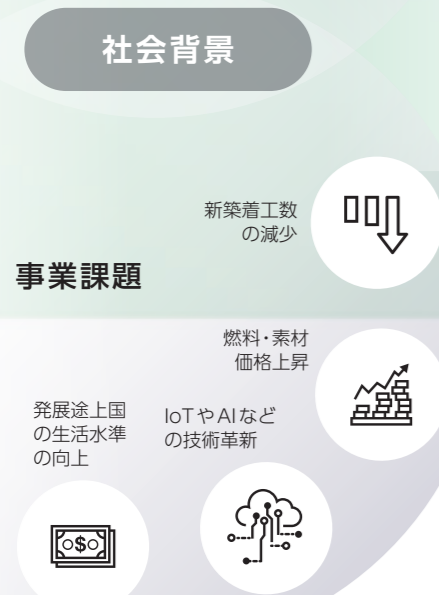 社会背景
新築着工数
の減少
事業課題
燃料・素材
価格上昇
発展途上国
の生活水準
の向上
IoTやAIなど
の技術革新
$